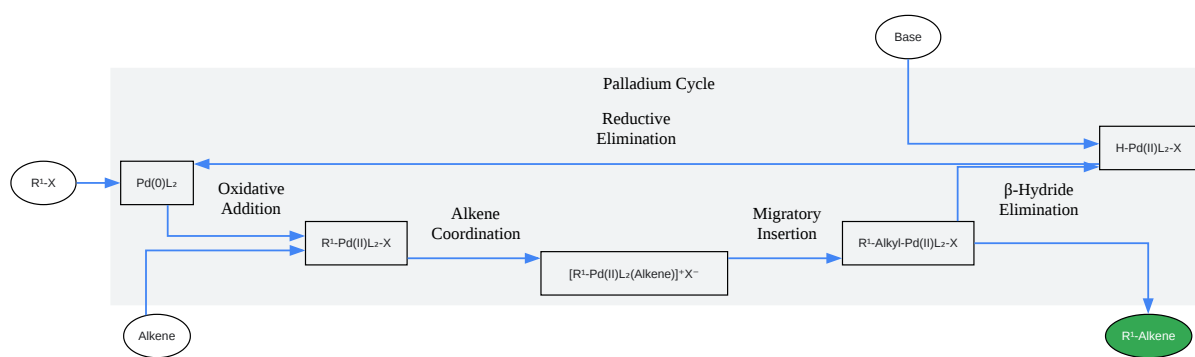 Base
Palladium Cycle
Reductive
Elimination
H-Pd(II)L₂-X
R¹-X
Pd(0)L₂
Oxidative
Addition
Alkene
Coordination
Migratory
Insertion
β-Hydride
Elimination
R¹-Pd(II)L₂-X
R¹-Alkyl-Pd(II)L₂-X
[R¹-Pd(II)L₂(Alkene)]⁺X⁻
Alkene
R¹-Alkene